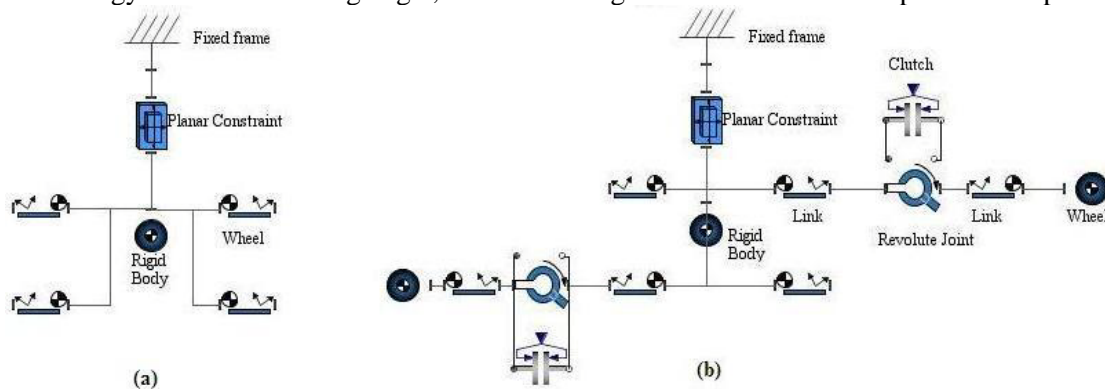 Fixed frame
Planar Constraint
Wheel
Rigid
Body
(a)
Fixed frame
Clutch
Planar Constraint
Link
Link
Wheel
Revolute Joint
Rigid
Body
(b)